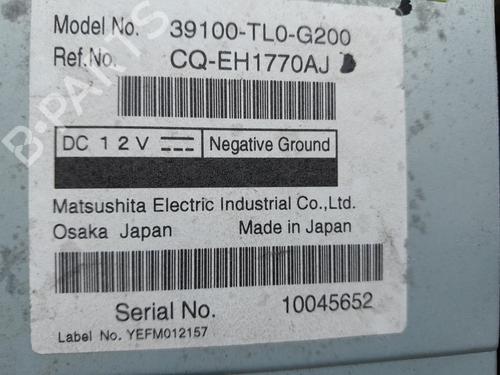 Model No. 39100-TL0-G200
Ref.No. CQ-EH1770AJ
DC 12V
Negative Ground
Matsushita Electric Industrial Co.,Ltd.
Osaka Japan Made in Japan
Serial No. 10045652
Label No. YEFM012157
B-PARTS